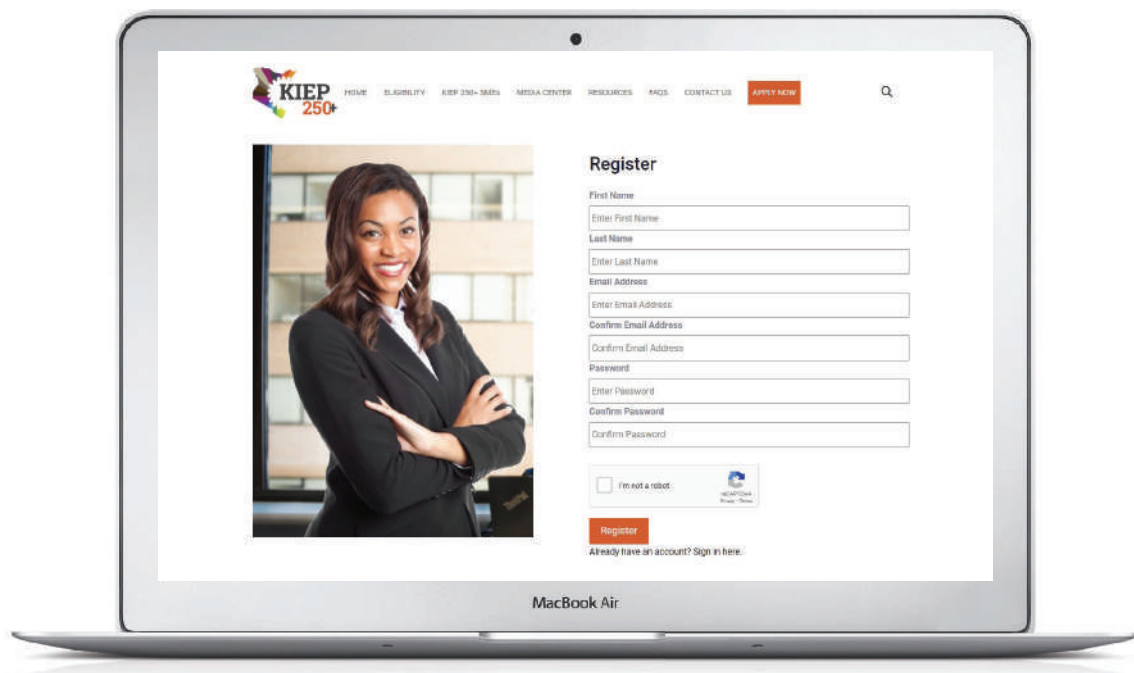 KIEP
250+
HOME ELIGIBILITY KIEP 250+ SMEs MEDIA CENTER RESOURCES FAQS CONTACT US APPLY NOW
Register
First Name
Enter First Name
Last Name
Enter Last Name
Email Address
Enter Email Address
Confirm Email Address
Confirm Email Address
Password
Enter Password
Confirm Password
Confirm Password
I'm not a robot
reCAPTCHA
Privacy - Terms
Register
Already have an account? Sign in here.
ThinkPad
MacBook Air